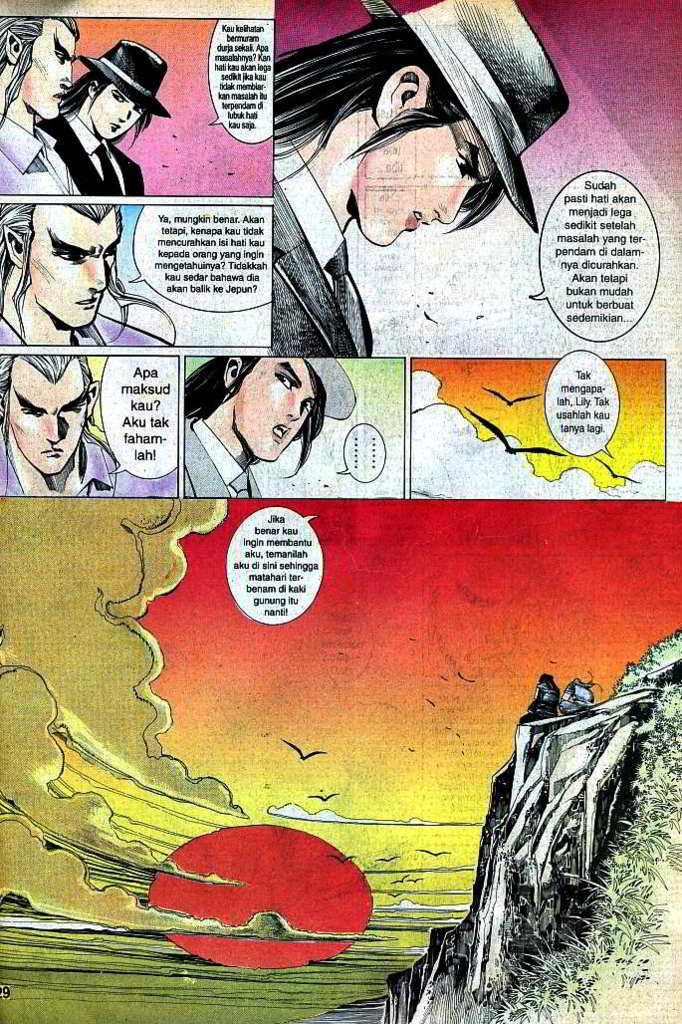 Kau kelihatan
bermuram
durja sekali. Apa
masalahnya? Kan
hati kau akan lega
sedikit jika kau
tidak membiar-
kan masalah itu
terpendam di
lubuk hati
kau saja.
Sudah
pasti hati akan
menjadi lega
sedikit setelah
masalah yang ter-
pendam di dalam-
nya dicurahkan.
Akan tetapi
bukan mudah
untuk berbuat
sedemikian...
Ya, mungkin benar. Akan
tetapi, kenapa kau tidak
mencurahkan isi hati kau
kepada orang yang ingin
mengetahuinya? Tidakkah
kau sedar bahawa dia
akan balik ke Jepun?
Apa
maksud
kau?
Aku tak
faham-
lah!
Tak
mengapa-
lah, Lily. Tak
usahlah kau
tanya lagi.
Jika
benar kau
ingin membantu
aku, temanilah
aku di sini sehingga
matahari ter-
benam di kaki
gunung itu
nanti!
29